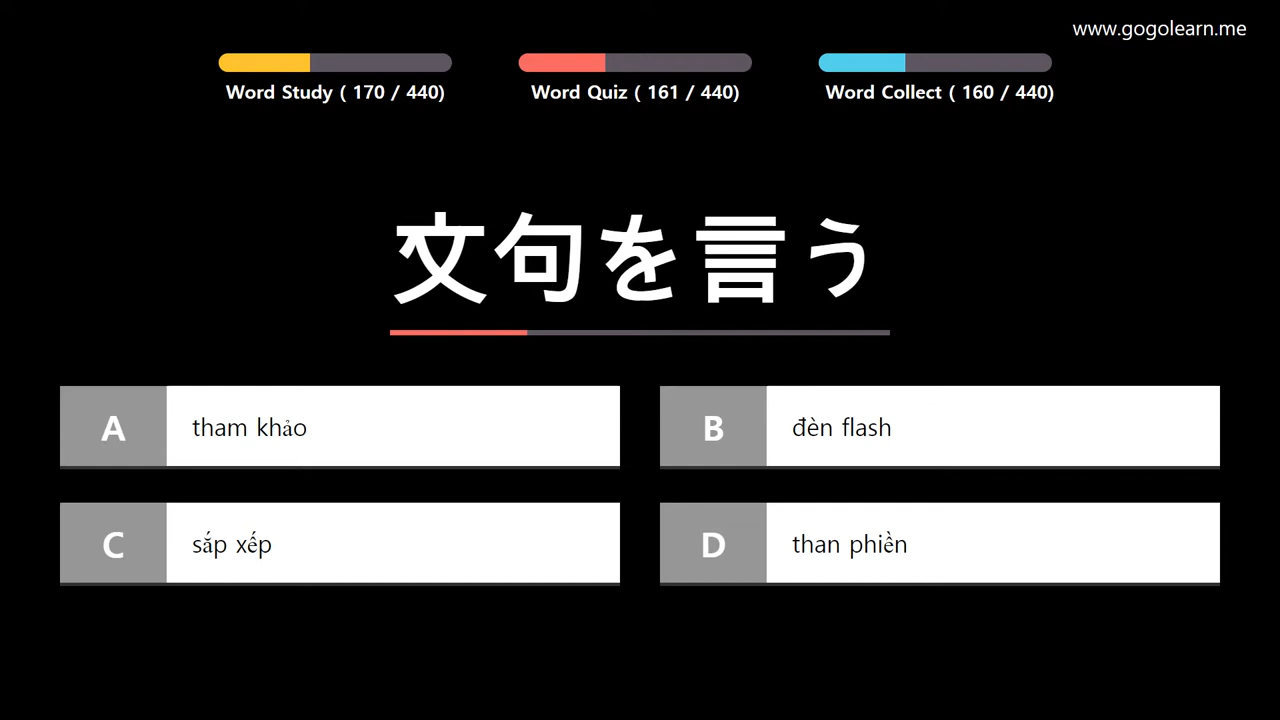 www.gogolearn.me
Word Study ( 170 / 440)
Word Quiz ( 161 / 440)
Word Collect ( 160 / 440)
文句を言う
A tham khảo
B đèn flash
C sắp xếp
D than phiền